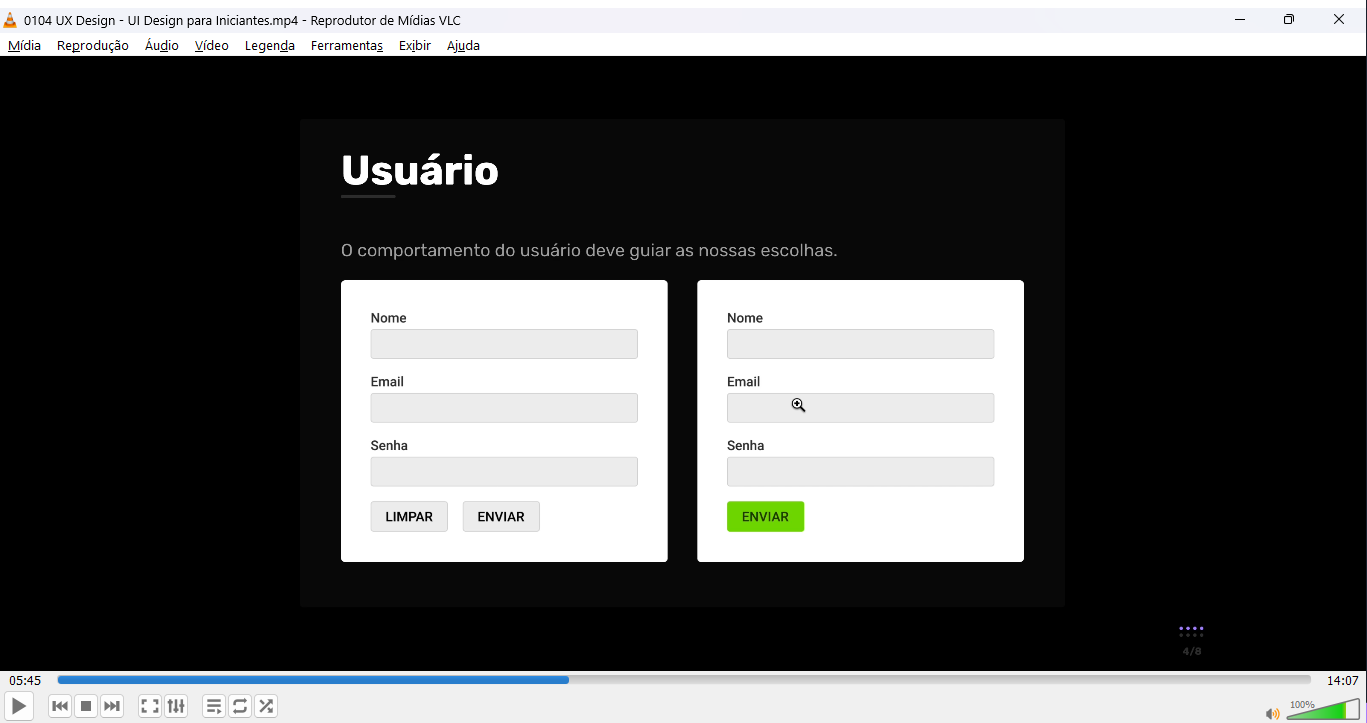 0104 UX Design - UI Design para Iniciantes.mp4 - Reprodutor de Mídias VLC
Mídia Reprodução Áudio Vídeo Legenda Ferramentas Exibir Ajuda
Usuário
O comportamento do usuário deve guiar as nossas escolhas.
Nome
Email
Senha
LIMPAR ENVIAR
Nome
Email
Senha
ENVIAR
4/8
05:45 14:07
100%